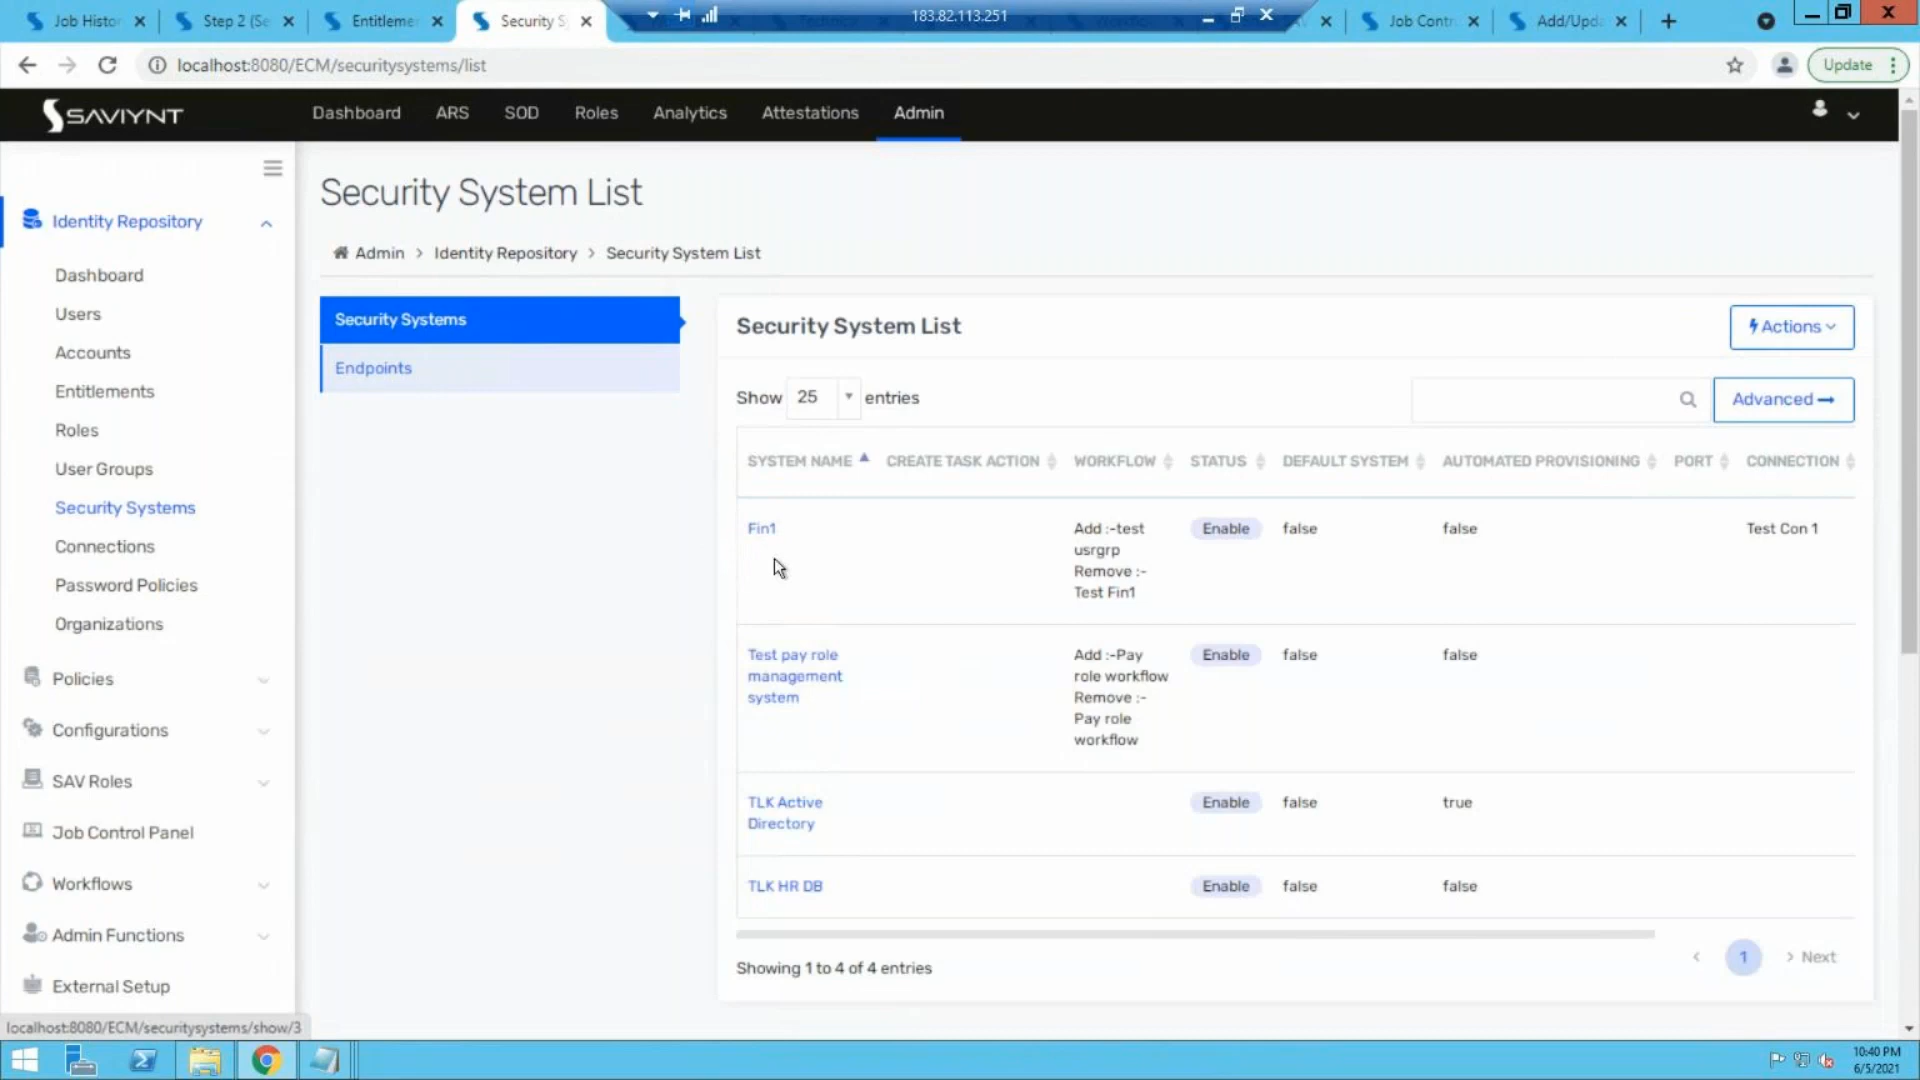 Job Histor
Step 2 (Se
Entitleme
Security S
183.82.113.251
Job Contr
Add/Upda
localhost:8080/ECM/securitysystems/list
Update
SAVIYNT
Dashboard
ARS
SOD
Roles
Analytics
Attestations
Admin
Identity Repository
Dashboard
Users
Accounts
Entitlements
Roles
User Groups
Security Systems
Connections
Password Policies
Organizations
Policies
Configurations
SAV Roles
Job Control Panel
Workflows
Admin Functions
External Setup
localhost:8080/ECM/securitysystems/show/3
Security System List
Admin > Identity Repository > Security System List
Security Systems
Endpoints
Security System List
Actions
Show 25 entries
Advanced
SYSTEM NAME CREATE TASK ACTION WORKFLOW STATUS DEFAULT SYSTEM AUTOMATED PROVISIONING PORT CONNECTION
Fin1
Add :-test
usrgrp
Remove :-
Test Fin1
Enable
false
false
Test Con 1
Test pay role
management
system
Add :-Pay
role workflow
Remove :-
Pay role
workflow
Enable
false
false
TLK Active
Directory
Enable
false
true
TLK HR DB
Enable
false
false
Showing 1 to 4 of 4 entries
< 1 > Next
10:40 PM
6/5/2021